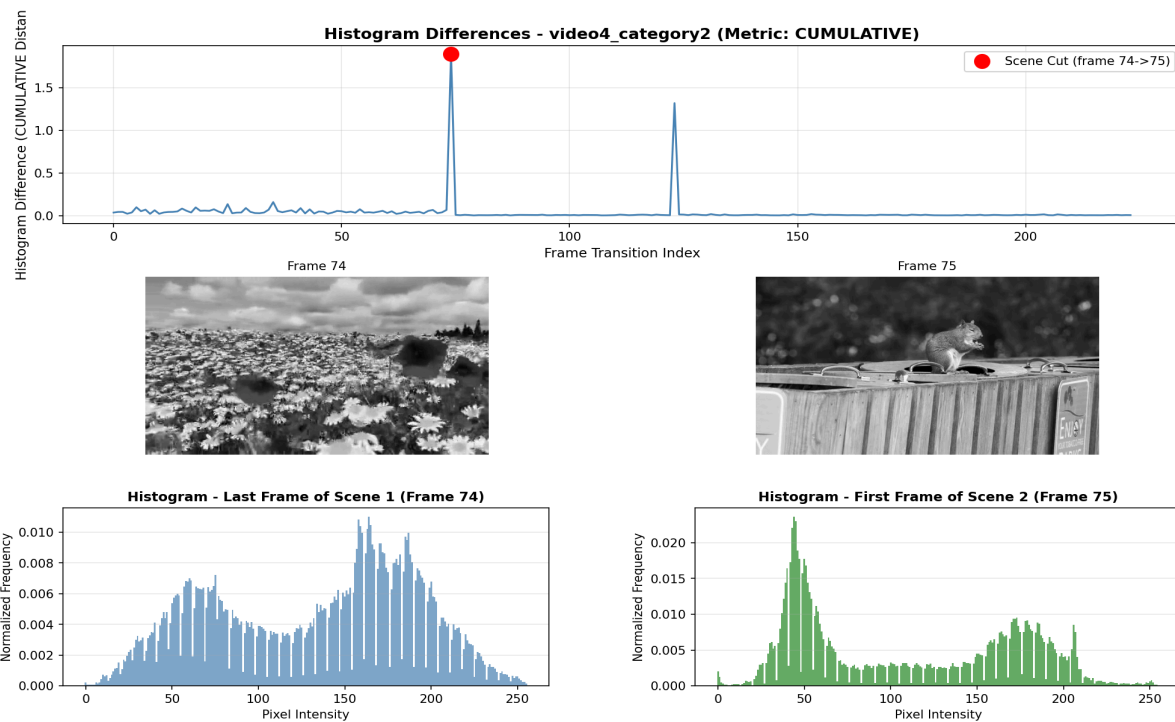 Histogram Differences - video4_category2 (Metric: CUMULATIVE)
Histogram Difference (CUMULATIVE Distan
Scene Cut (frame 74->75)
1.5
1.0
0.5
0.0
0 50 100 150 200
Frame Transition Index
Frame 74
Frame 75
ENJOY
Histogram - Last Frame of Scene 1 (Frame 74)
Normalized Frequency
0.010
0.008
0.006
0.004
0.002
0.000
0 50 100 150 200 250
Pixel Intensity
Histogram - First Frame of Scene 2 (Frame 75)
Normalized Frequency
0.020
0.015
0.010
0.005
0.000
0 50 100 150 200 250
Pixel Intensity